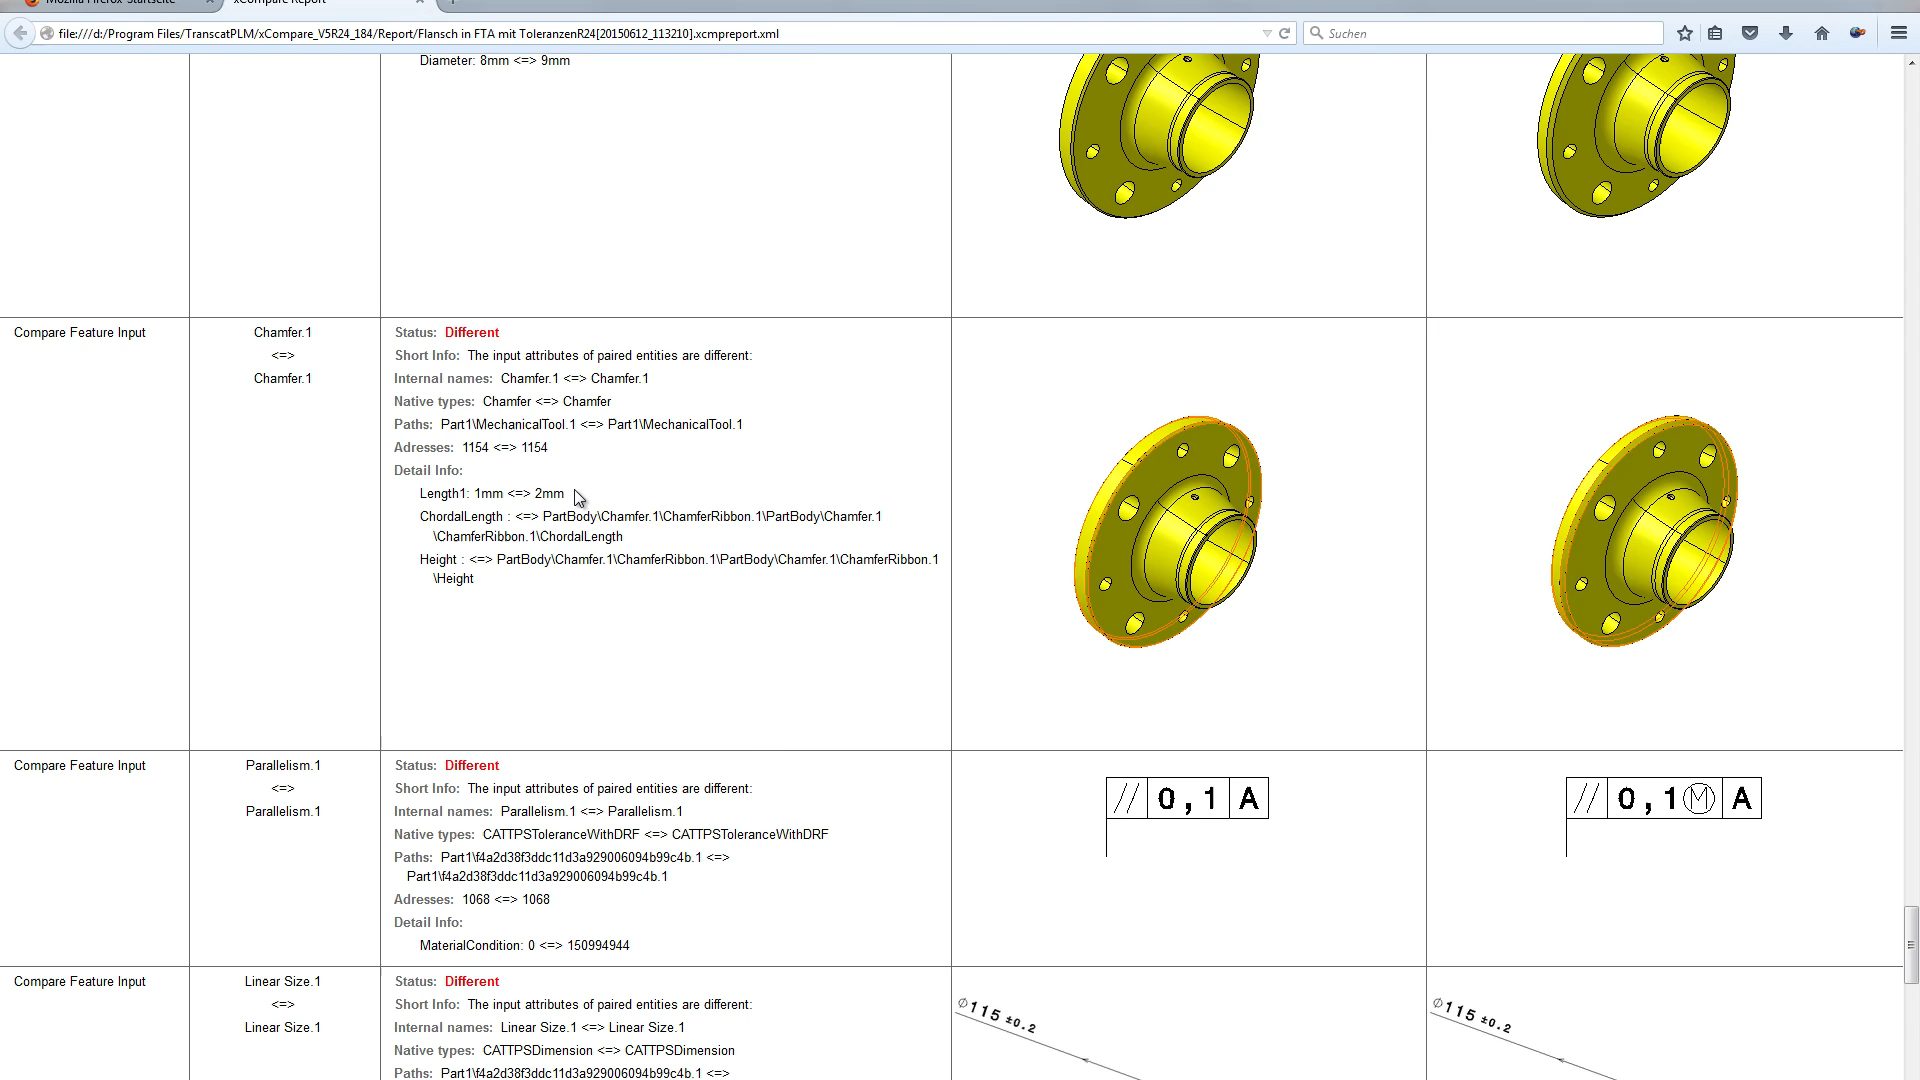 Mozilla Firefox-Startseite
xCompare Report
file:///d:/Program Files/TranscatPLM/xCompare_V5R24_184/Report/Flansch in FTA mit ToleranzenR24[20150612_113210].xcmpreport.xml
Suchen
Diameter: 8mm <=> 9mm
Compare Feature Input
Chamfer.1
<=>
Chamfer.1
Status: Different
Short Info: The input attributes of paired entities are different:
Internal names: Chamfer.1 <=> Chamfer.1
Native types: Chamfer <=> Chamfer
Paths: Part1\MechanicalTool.1 <=> Part1\MechanicalTool.1
Adresses: 1154 <=> 1154
Detail Info:
Length1: 1mm <=> 2mm
ChordalLength : <=> PartBody\Chamfer.1\ChamferRibbon.1\PartBody\Chamfer.1
\ChamferRibbon.1\ChordalLength
Height : <=> PartBody\Chamfer.1\ChamferRibbon.1\PartBody\Chamfer.1\ChamferRibbon.1
\Height
Compare Feature Input
Parallelism.1
<=>
Parallelism.1
Status: Different
Short Info: The input attributes of paired entities are different:
Internal names: Parallelism.1 <=> Parallelism.1
Native types: CATTPSToleranceWithDRF <=> CATTPSToleranceWithDRF
Paths: Part1\f4a2d38f3ddc11d3a929006094b99c4b.1 <=>
Part1\f4a2d38f3ddc11d3a929006094b99c4b.1
Adresses: 1068 <=> 1068
Detail Info:
MaterialCondition: 0 <=> 150994944
// 0,1 A
// 0,1 Ⓜ A
Compare Feature Input
Linear Size.1
<=>
Linear Size.1
Status: Different
Short Info: The input attributes of paired entities are different:
Internal names: Linear Size.1 <=> Linear Size.1
Native types: CATTPSDimension <=> CATTPSDimension
Paths: Part1\f4a2d38f3ddc11d3a929006094b99c4b.1 <=>
∅115 ±0.2
∅115 ±0.2